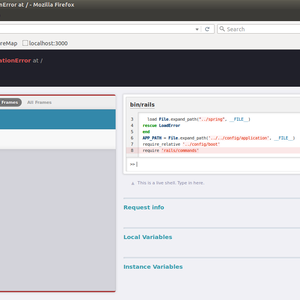 nError at / - Mozilla Firefox
Search
reMap
localhost:3000
ationError at /
Frames
All Frames
bin/rails
3 load File.expand_path("../spring", __FILE__)
4 rescue LoadError
5 end
6 APP_PATH = File.expand_path('../../config/application', __FILE__)
7 require_relative '../config/boot'
8 require 'rails/commands'
>>
This is a live shell. Type in here.
Request info
Local Variables
Instance Variables